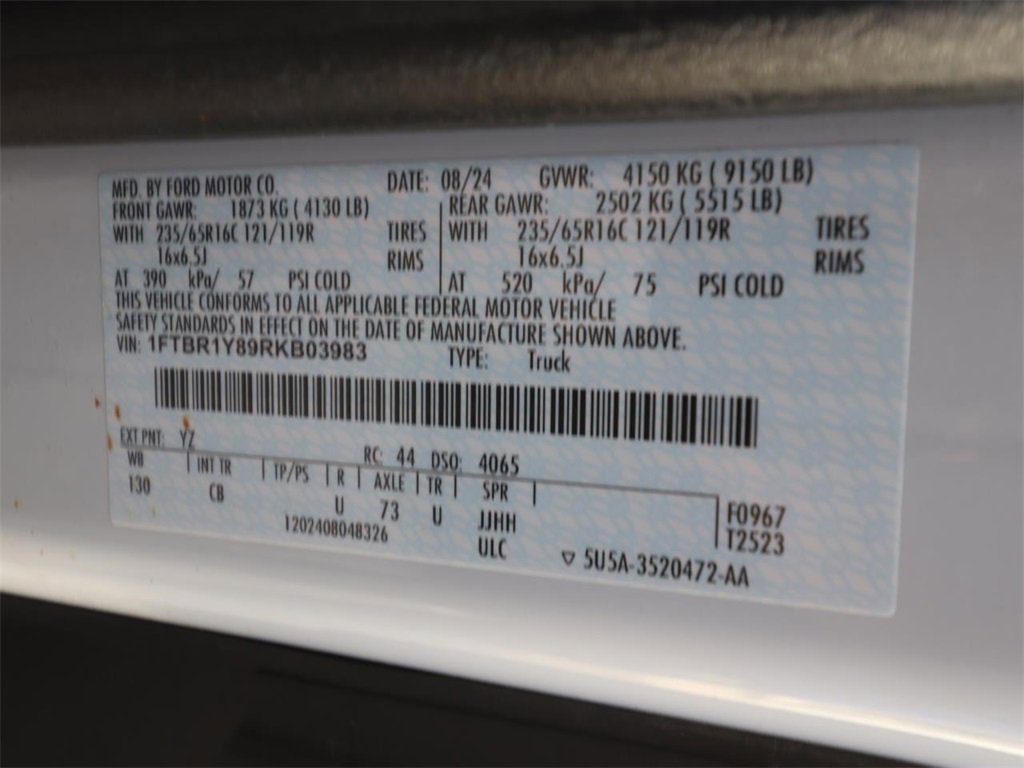 MFD. BY FORD MOTOR CO. DATE: 08/24 GVWR: 4150 KG ( 9150 LB)
FRONT GAWR: 1873 KG ( 4130 LB) REAR GAWR: 2502 KG ( 5515 LB)
WITH 235/65R16C 121/119R TIRES WITH 235/65R16C 121/119R TIRES
16x6.5J RIMS 16x6.5J RIMS
AT 390 kPa/ 57 PSI COLD AT 520 kPa/ 75 PSI COLD
THIS VEHICLE CONFORMS TO ALL APPLICABLE FEDERAL MOTOR VEHICLE
SAFETY STANDARDS IN EFFECT ON THE DATE OF MANUFACTURE SHOWN ABOVE.
VIN: 1FTBR1Y89RKB03983 TYPE: Truck
EXT PNT: YZ RC: 44 DSO: 4065
WB INT TR TP/PS R AXLE TR SPR
130 CB U 73 U JJHH F0967
1202408048326 ULC T2523
▽ 5U5A-3520472-AA